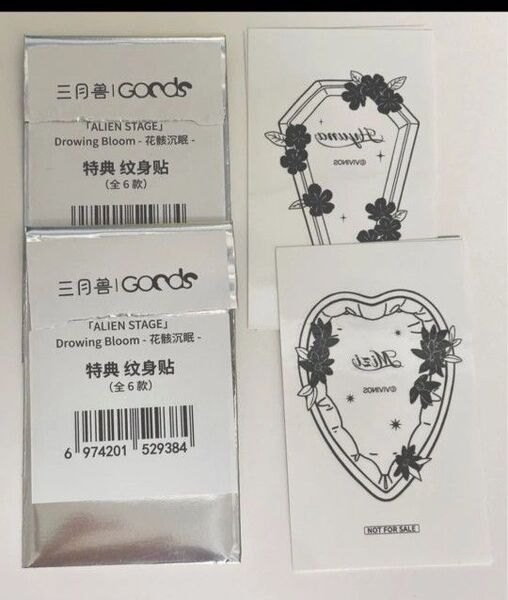 三月兽|GOODS
「ALIEN STAGE」
Drowing Bloom - 花骸沉眠 -
特典 纹身贴
(全 6 款)
三月兽|GOODS
「ALIEN STAGE」
Drowing Bloom - 花骸沉眠 -
特典 纹身贴
(全 6 款)
6 974201 529384
Hyuna
©VIVINOS
Mizi
©VIVINOS
NOT FOR SALE